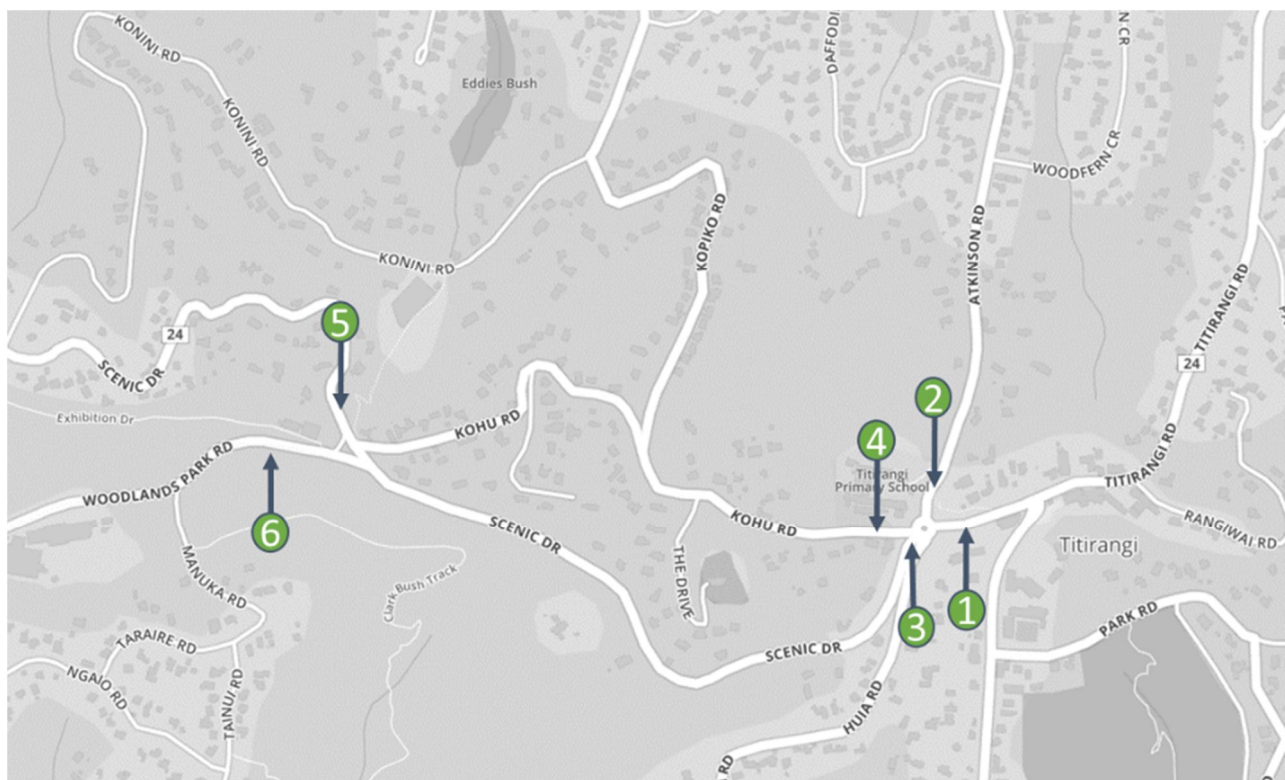 KONINI RD
DAFFODI
N CR
Eddies Bush
KONINI RD
WOODFERN CR
KOPIKO RD
ATKINSON RD
KONINI RD
TITIRANGI RD
24
5
24
SCENIC DR
2
Exhibition Dr
KOHU RD
4
WOODLANDS PARK RD
Titirangi
Primary School
TITIRANGI RD
6
SCENIC DR
KOHU RD
RANGIWAI RD
Titirangi
MANUKA RD
Clark Bush Track
THE DRIVE
3
1
PARK RD
TARAIRE RD
SCENIC DR
NGAIO RD
TAINUI RD
HUIA RD
RD